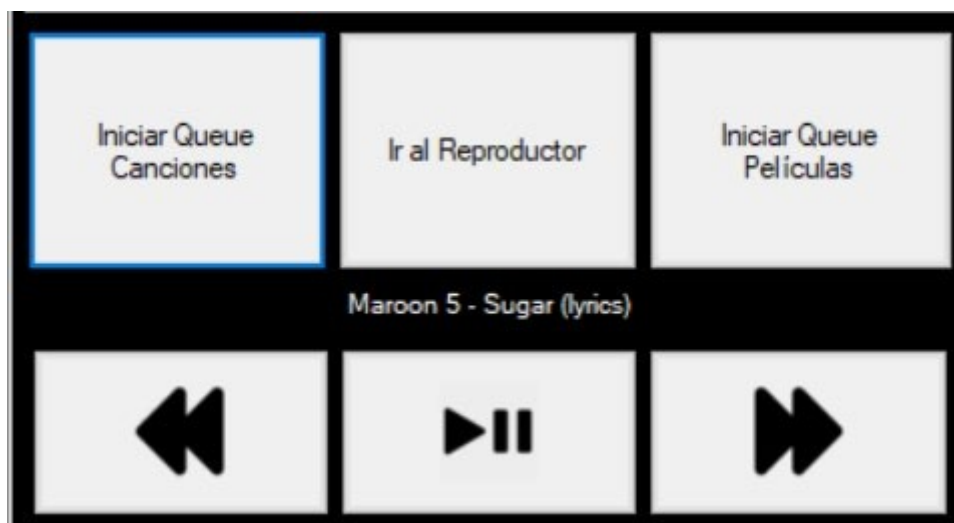 Iniciar Queue
Canciones
Ir al Reproductor
Iniciar Queue
Películas
Maroon 5 - Sugar (lyrics)